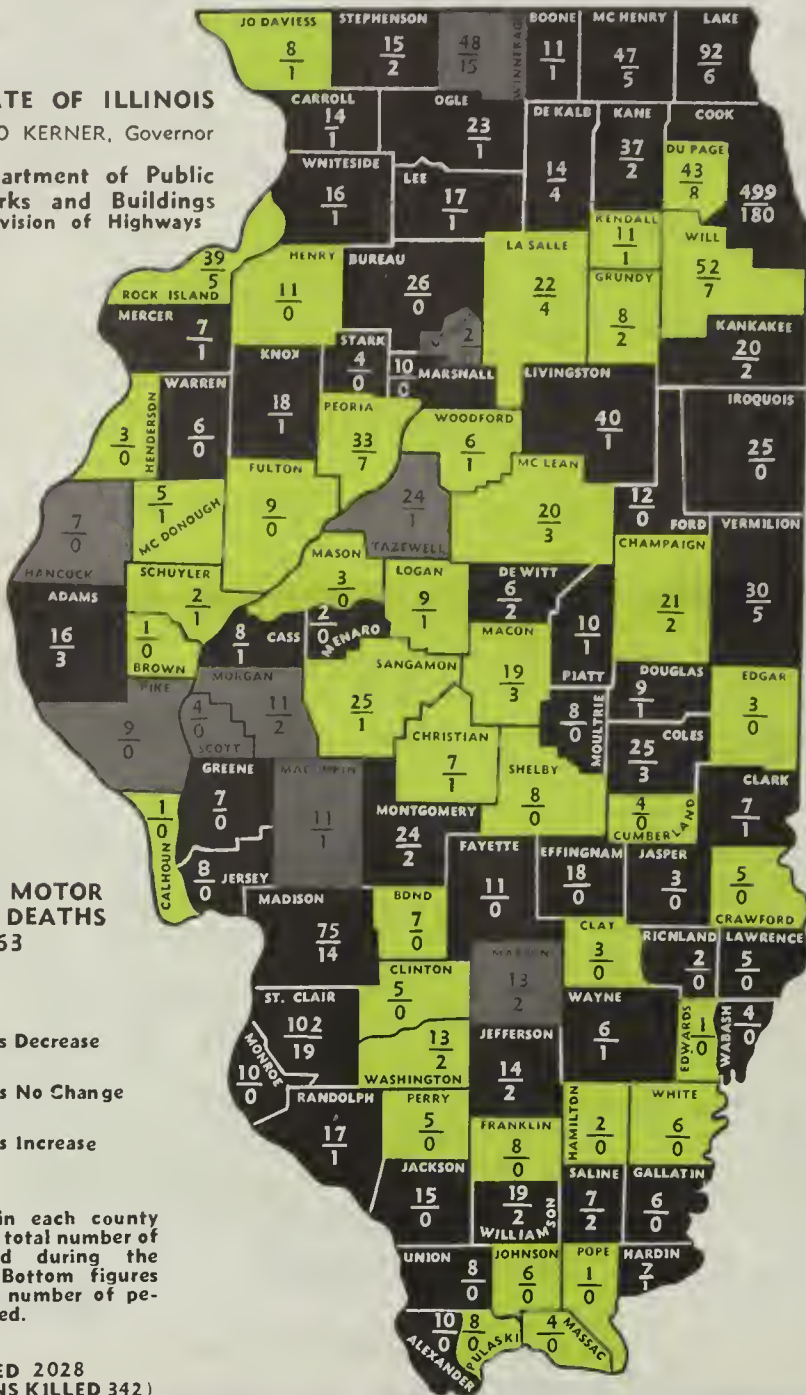 ATE OF ILLINOIS
O KERNER, Governor
artment of Public
rks and Buildings
vision of Highways
JO DAVIESS
8
1
STEPHENSON
15
2
48
15
WINNEBAG
BOONE
11
1
MC HENRY
47
5
LAKE
92
6
CARROLL
14
1
OGLE
23
1
DE KALB
14
4
KANE
37
2
COOK
499
180
DU PAGE
43
8
WNITESIDE
16
1
LEE
17
1
KENDALL
11
1
WILL
52
7
39
5
ROCK ISLAND
HENRY
11
0
BUREAU
26
0
LA SALLE
22
4
GRUNDY
8
2
MERCER
7
1
KNOX
18
1
STARK
4
0
2
10
0
MARSHALL
LIVINGSTON
40
1
KANKAKEE
20
2
WARREN
6
0
HENDERSON
3
0
PEORIA
33
7
WOODFORD
6
1
IROQUOIS
25
0
FULTON
9
0
MC LEAN
20
3
12
0
FORD
VERMILION
30
5
7
0
HANCOCK
5
1
MC DONOUGH
24
1
TAZEWELL
CHAMPAIGN
21
2
SCHUYLER
2
1
MASON
3
0
LOGAN
9
1
DE WITT
6
2
ADAMS
16
3
1
0
BROWN
8
1
CASS
2
0
MENARO
MACON
19
3
10
1
PIATT
DOUGLAS
9
1
EDGAR
3
0
PIKE
9
0
MORGAN
11
2
4
0
SCOTT
SANGAMON
25
1
CHRISTIAN
7
1
8
0
MOULTRIE
COLES
25
3
GREENE
7
0
MACOUPIN
11
1
MONTGOMERY
24
2
SHELBY
8
0
4
0
CUMBERLAND
CLARK
7
1
1
0
CALHOUN
8
0
JERSEY
FAYETTE
11
0
EFFINGHAM
18
0
JASPER
3
0
5
0
CRAWFORD
MOTOR
DEATHS
63
MADISON
75
14
BDND
7
0
CLAY
3
0
RICHLAND
2
0
LAWRENCE
5
0
CLINTON
5
0
MARION
13
2
WAYNE
6
1
EDWARDS
1
0
WABASH
4
0
s Decrease
ST. CLAIR
102
19
MONROE
10
0
13
2
WASHINGTON
JEFFERSON
14
2
s No Change
RANDOLPH
17
1
PERRY
5
0
FRANKLIN
8
0
HAMILTON
2
0
WHITE
6
0
s Increase
JACKSON
15
0
19
2
WILLIAMSON
SALINE
7
2
GALLATIN
6
0
in each county
total number of
d during the
Bottom figures
number of pe-
ed.
UNION
8
0
JOHNSON
6
0
POPE
1
0
HARDIN
7
1
10
0
ALEXANDER
8
0
PULASKI
4
0
MASSAC
ED 2028
NS KILLED 342)